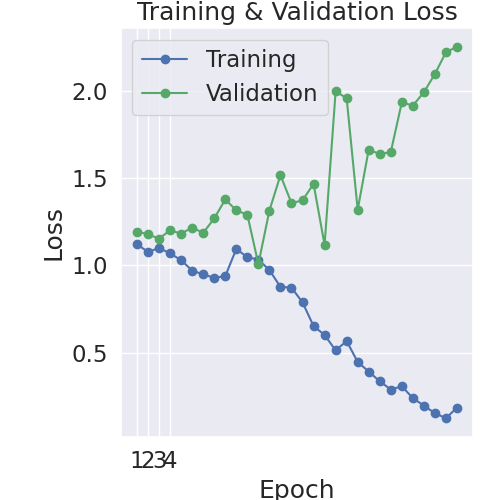 Training & Validation Loss
Training
Validation
2.0
1.5
1.0
0.5
Loss
1234
Epoch